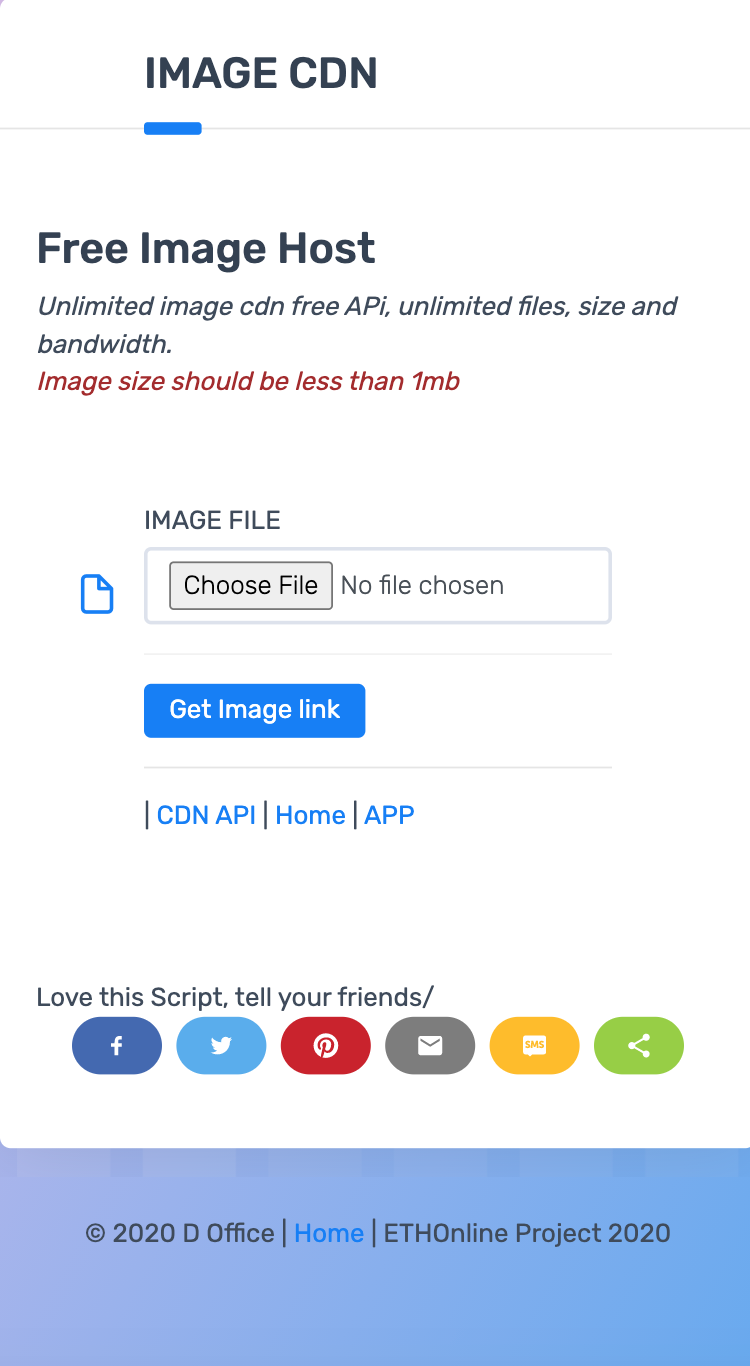 IMAGE CDN
Free Image Host
Unlimited image cdn free APi, unlimited files, size and
bandwidth.
Image size should be less than 1mb
IMAGE FILE
Choose File No file chosen
Get Image link
| CDN API | Home | APP
Love this Script, tell your friends/
SMS
© 2020 D Office | Home | ETHOnline Project 2020